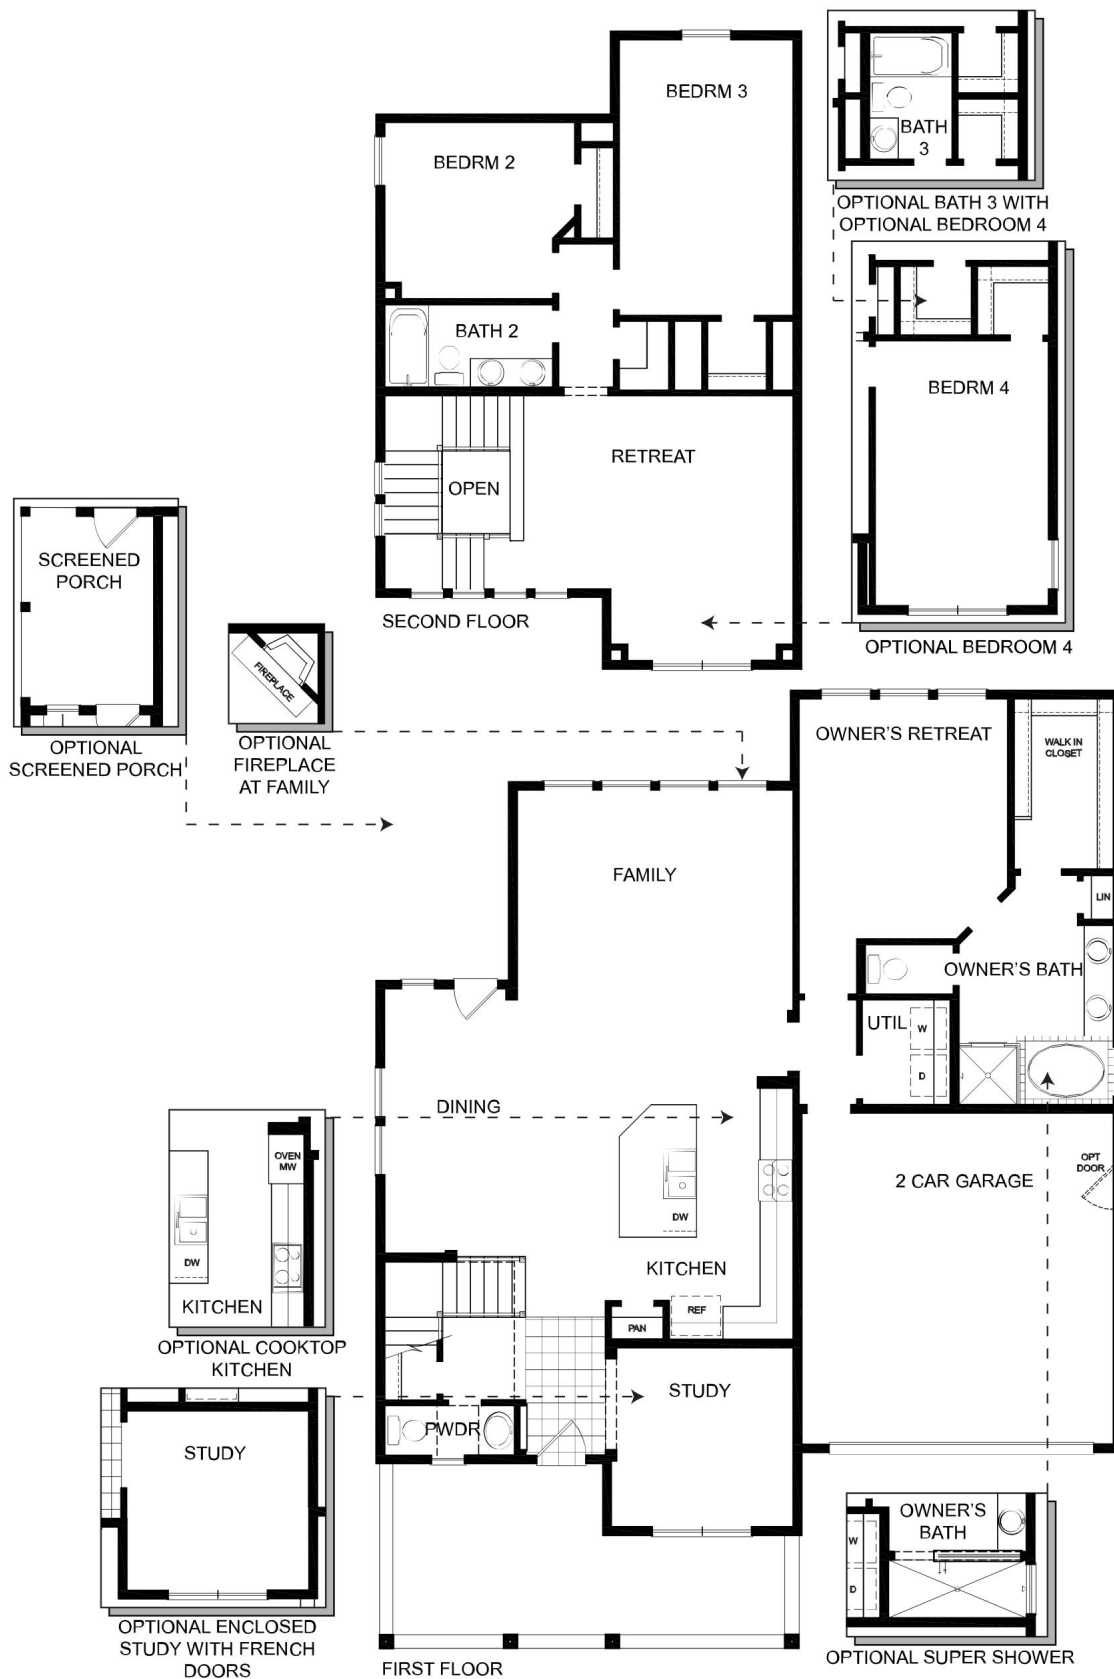 BEDRM 3
BATH
3
BEDRM 2
OPTIONAL BATH 3 WITH
OPTIONAL BEDROOM 4
BATH 2
BEDRM 4
RETREAT
OPEN
SCREENED
PORCH
SECOND FLOOR
OPTIONAL BEDROOM 4
FIREPLACE
OPTIONAL
SCREENED PORCH
OPTIONAL
FIREPLACE
AT FAMILY
OWNER'S RETREAT
WALK IN
CLOSET
FAMILY
LIN
OWNER'S BATH
UTIL
W
D
DINING
OVEN
MW
DW
KITCHEN
OPTIONAL COOKTOP
KITCHEN
DW
KITCHEN
REF
PAN
2 CAR GARAGE
OPT
DOOR
STUDY
PWDR
STUDY
OPTIONAL ENCLOSED
STUDY WITH FRENCH
DOORS
OWNER'S
BATH
W
D
OPTIONAL SUPER SHOWER
FIRST FLOOR